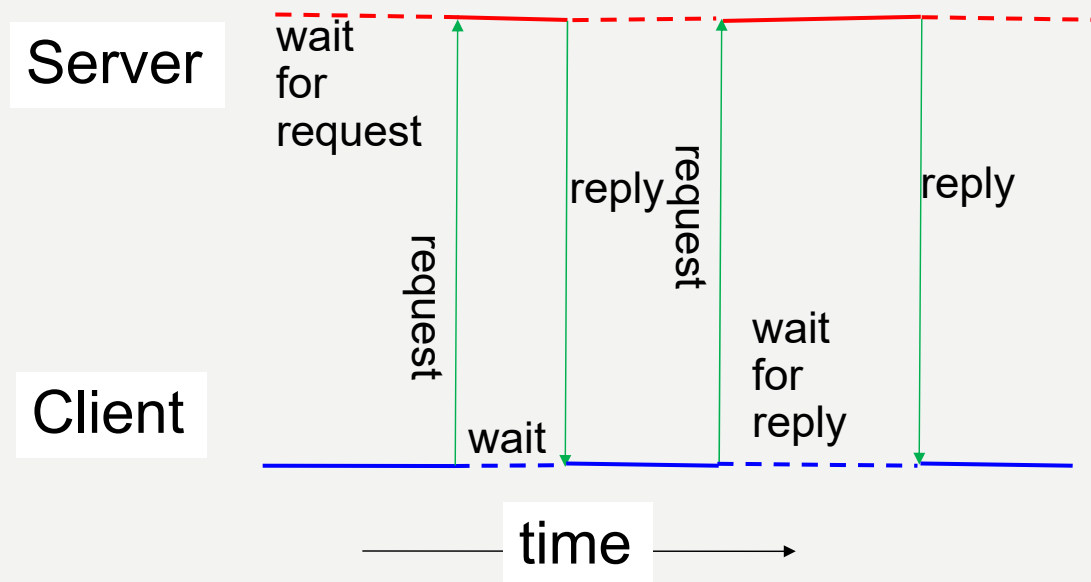 Server
wait
for
request
request
reply
request
reply
wait
for
reply
Client
wait
time